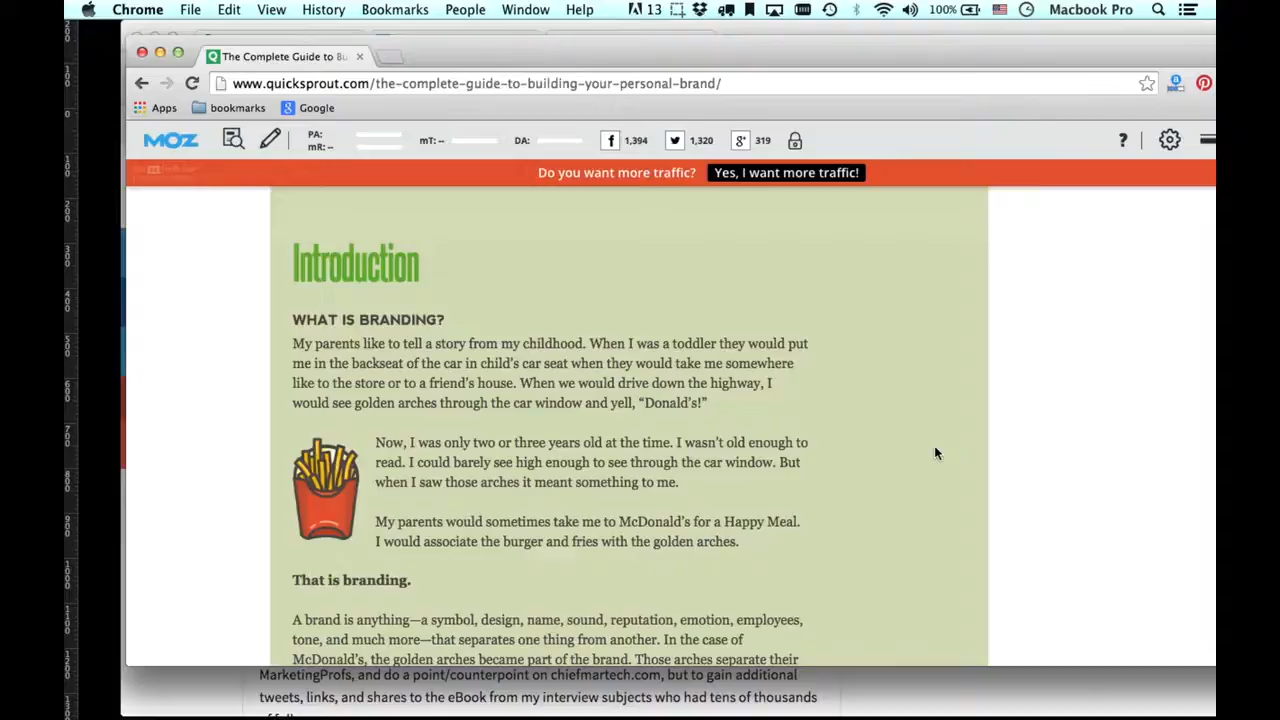 Chrome File Edit View History Bookmarks People Window Help 13 100% Macbook Pro
The Complete Guide to Bu
www.quicksprout.com/the-complete-guide-to-building-your-personal-brand/
Apps bookmarks Google
MOZ PA: mR: -- mT: -- DA: 1,394 1,320 319 ?
Do you want more traffic? Yes, I want more traffic!
Introduction
WHAT IS BRANDING?
My parents like to tell a story from my childhood. When I was a toddler they would put
me in the backseat of the car in child’s car seat when they would take me somewhere
like to the store or to a friend’s house. When we would drive down the highway, I
would see golden arches through the car window and yell, “Donald’s!”
Now, I was only two or three years old at the time. I wasn’t old enough to
read. I could barely see high enough to see through the car window. But
when I saw those arches it meant something to me.
My parents would sometimes take me to McDonald’s for a Happy Meal.
I would associate the burger and fries with the golden arches.
That is branding.
A brand is anything—a symbol, design, name, sound, reputation, emotion, employees,
tone, and much more—that separates one thing from another. In the case of
McDonald’s, the golden arches became part of the brand. Those arches separate their
MarketingProfs, and do a point/counterpoint on chiefmartech.com, but to gain additional
tweets, links, and shares to the eBook from my interview subjects who had tens of thousands